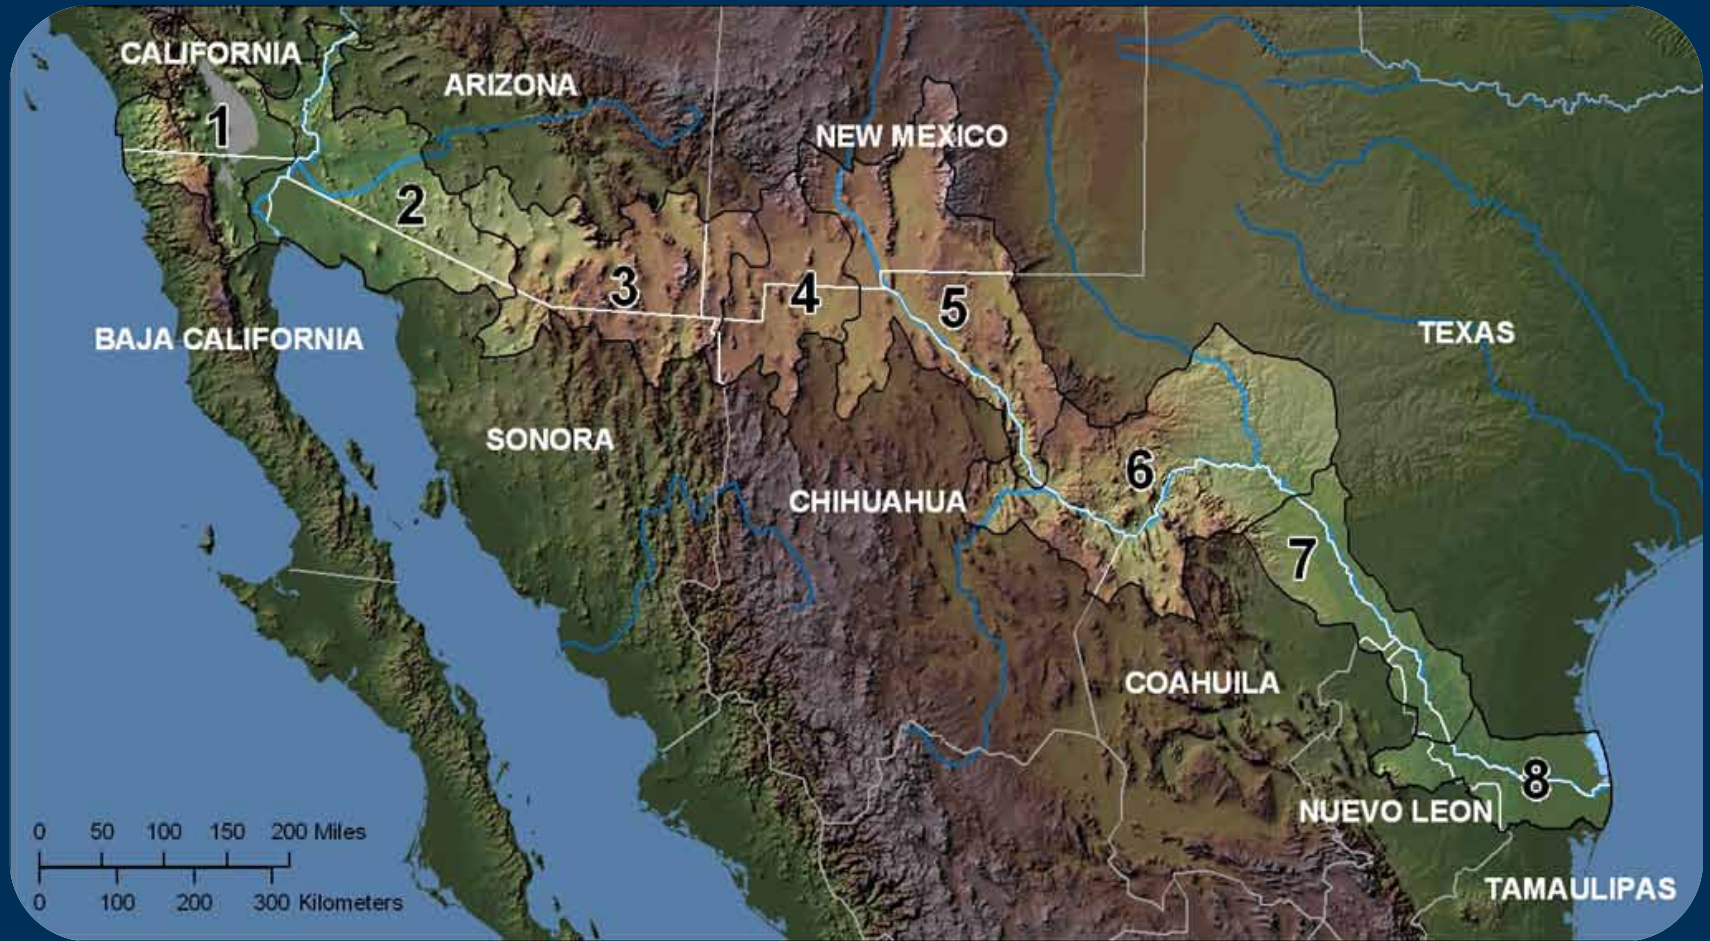 CALIFORNIA
ARIZONA
1
NEW MEXICO
2
3
4
5
BAJA CALIFORNIA
TEXAS
SONORA
CHIHUAHUA
6
7
COAHUILA
8
NUEVO LEON
TAMAULIPAS
0 50 100 150 200 Miles
0 100 200 300 Kilometers